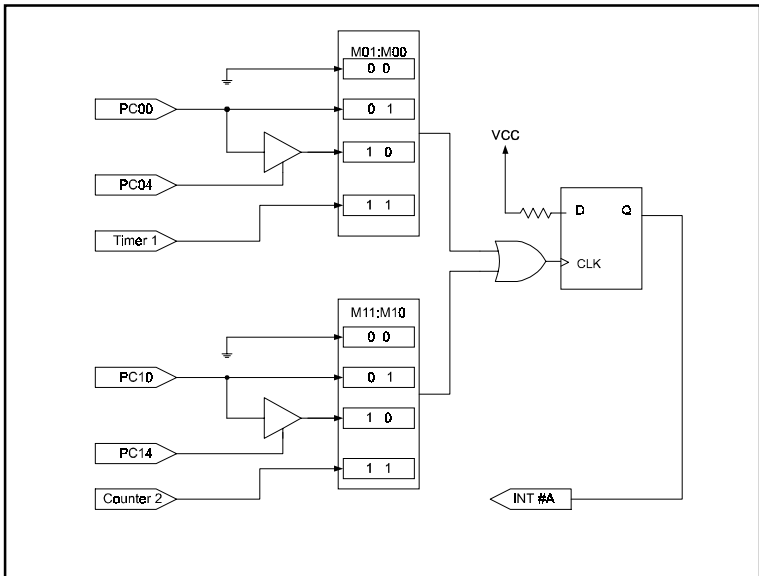 M01:M00
0 0
PC00
0 1
1 0
PC04
1 1
Timer 1
VCC
D Q
CLK
M11:M10
0 0
PC10
0 1
1 0
PC14
1 1
Counter 2
INT #A